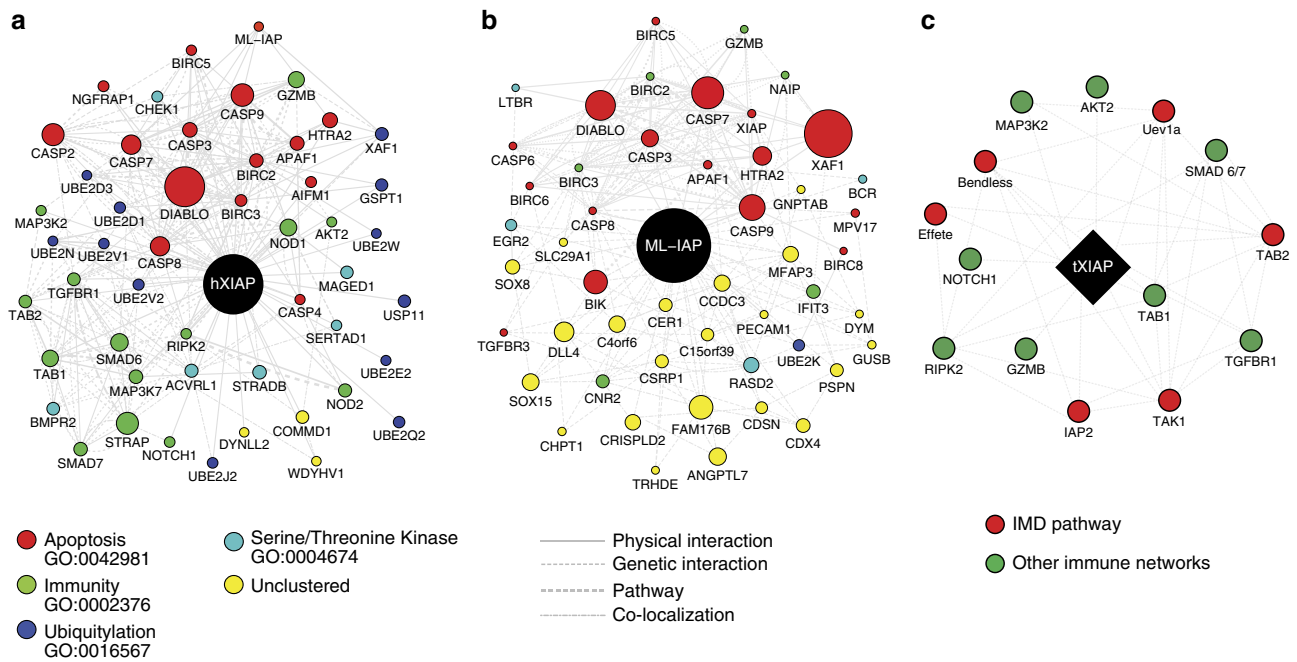 a
ML–IAP
BIRC5
NGFRAP1
CHEK1
GZMB
CASP9
HTRA2
CASP2
CASP7
CASP3
APAF1
XAF1
BIRC2
UBE2D3
AIFM1
GSPT1
DIABLO
BIRC3
MAP3K2
UBE2D1
NOD1
AKT2
UBE2W
UBE2N
UBE2V1
CASP8
TGFBR1
UBE2V2
hXIAP
MAGED1
TAB2
CASP4
USP11
SMAD6
RIPK2
SERTAD1
TAB1
MAP3K7
ACVRL1
STRADB
UBE2E2
NOD2
BMPR2
STRAP
COMMD1
UBE2Q2
SMAD7
NOTCH1
DYNLL2
UBE2J2
WDYHV1
b
BIRC5
GZMB
LTBR
BIRC2
NAIP
DIABLO
CASP7
XIAP
CASP6
CASP3
XAF1
BIRC3
APAF1
HTRA2
BCR
BIRC6
GNPTAB
CASP8
CASP9
MPV17
EGR2
ML–IAP
SLC29A1
BIRC8
SOX8
MFAP3
BIK
CCDC3
IFIT3
CER1
PECAM1
DYM
TGFBR3
DLL4
C4orf6
C15orf39
UBE2K
GUSB
CSRP1
RASD2
PSPN
SOX15
CNR2
FAM176B
CDSN
CHPT1
CRISPLD2
CDX4
ANGPTL7
TRHDE
c
AKT2
MAP3K2
Uev1a
SMAD 6/7
Bendless
Effete
TAB2
NOTCH1
tXIAP
TAB1
RIPK2
GZMB
TGFBR1
IAP2
TAK1
Apoptosis
GO:0042981
Immunity
GO:0002376
Ubiquitylation
GO:0016567
Serine/Threonine Kinase
GO:0004674
Unclustered
Physical interaction
Genetic interaction
Pathway
Co-localization
IMD pathway
Other immune networks